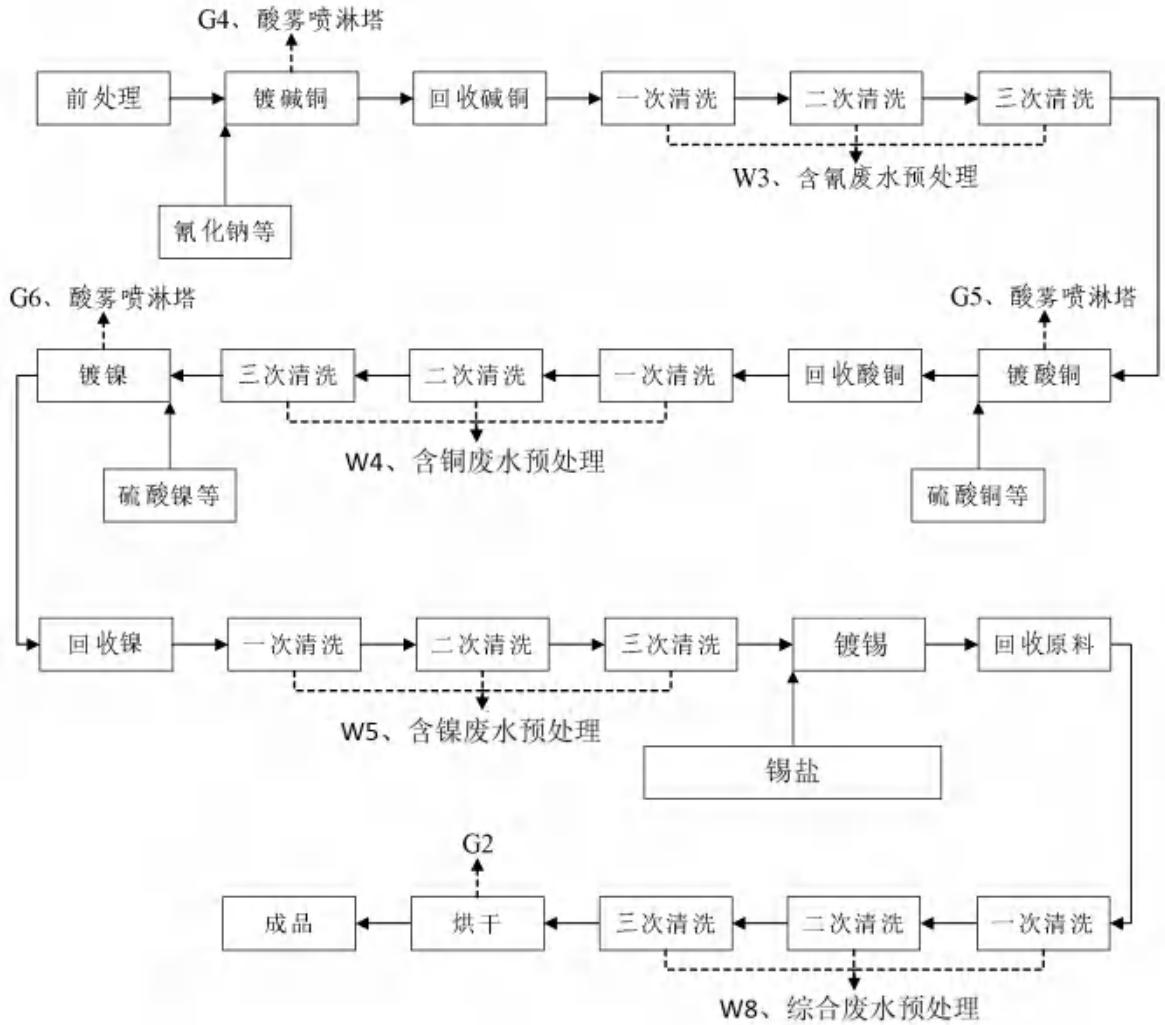 G4、酸雾喷淋塔
前处理
镀碱铜
回收碱铜
一次清洗
二次清洗
三次清洗
W3、含氰废水预处理
氰化钠等
G6、酸雾喷淋塔
G5、酸雾喷淋塔
镀镍
三次清洗
二次清洗
一次清洗
回收酸铜
镀酸铜
W4、含铜废水预处理
硫酸镍等
硫酸铜等
回收镍
一次清洗
二次清洗
三次清洗
镀锡
回收原料
W5、含镍废水预处理
锡盐
G2
成品
烘干
三次清洗
二次清洗
一次清洗
W8、综合废水预处理